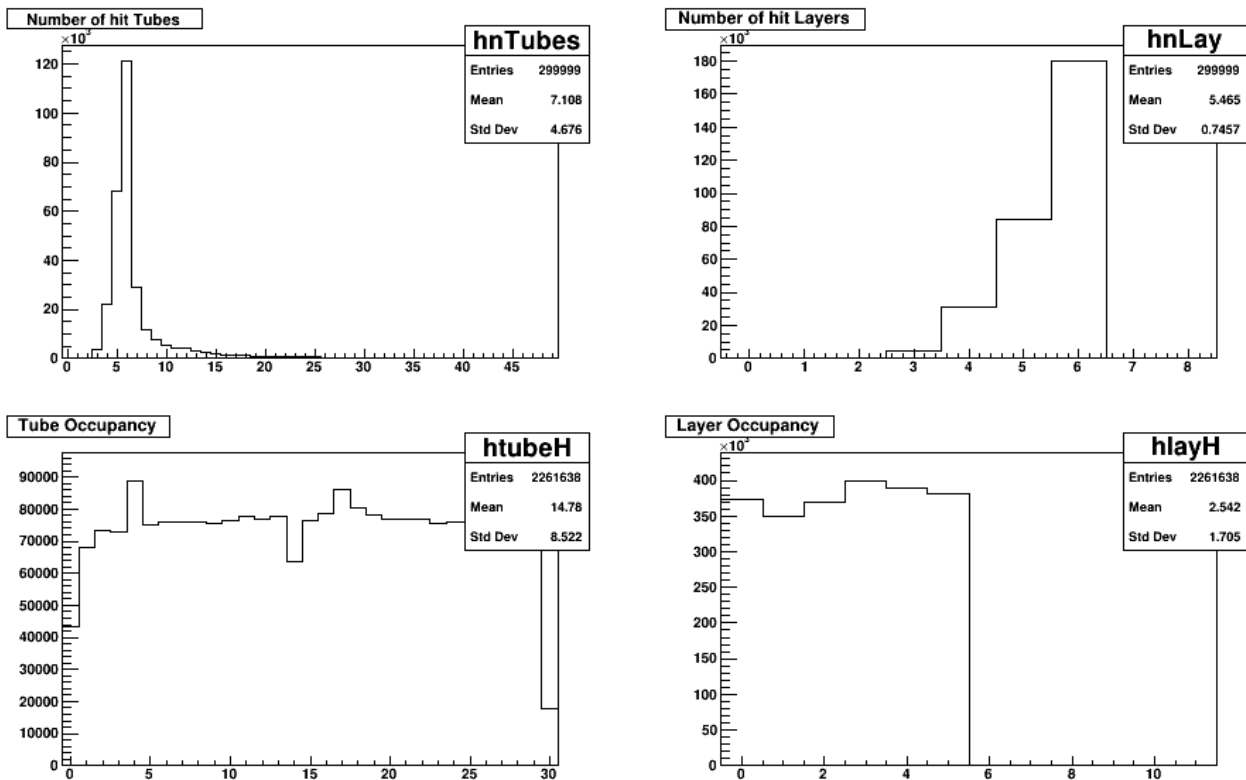 Number of hit Tubes
×10³
hnTubes
Entries 299999
Mean 7.108
Std Dev 4.676
120
100
80
60
40
20
0
0 5 10 15 20 25 30 35 40 45
Number of hit Layers
×10³
hnLay
Entries 299999
Mean 5.465
Std Dev 0.7457
180
160
140
120
100
80
60
40
20
0
0 1 2 3 4 5 6 7 8
Tube Occupancy
htubeH
Entries 2261638
Mean 14.78
Std Dev 8.522
90000
80000
70000
60000
50000
40000
30000
20000
10000
0
0 5 10 15 20 25 30
Layer Occupancy
×10³
hlayH
Entries 2261638
Mean 2.542
Std Dev 1.705
400
350
300
250
200
150
100
50
0
0 2 4 6 8 10